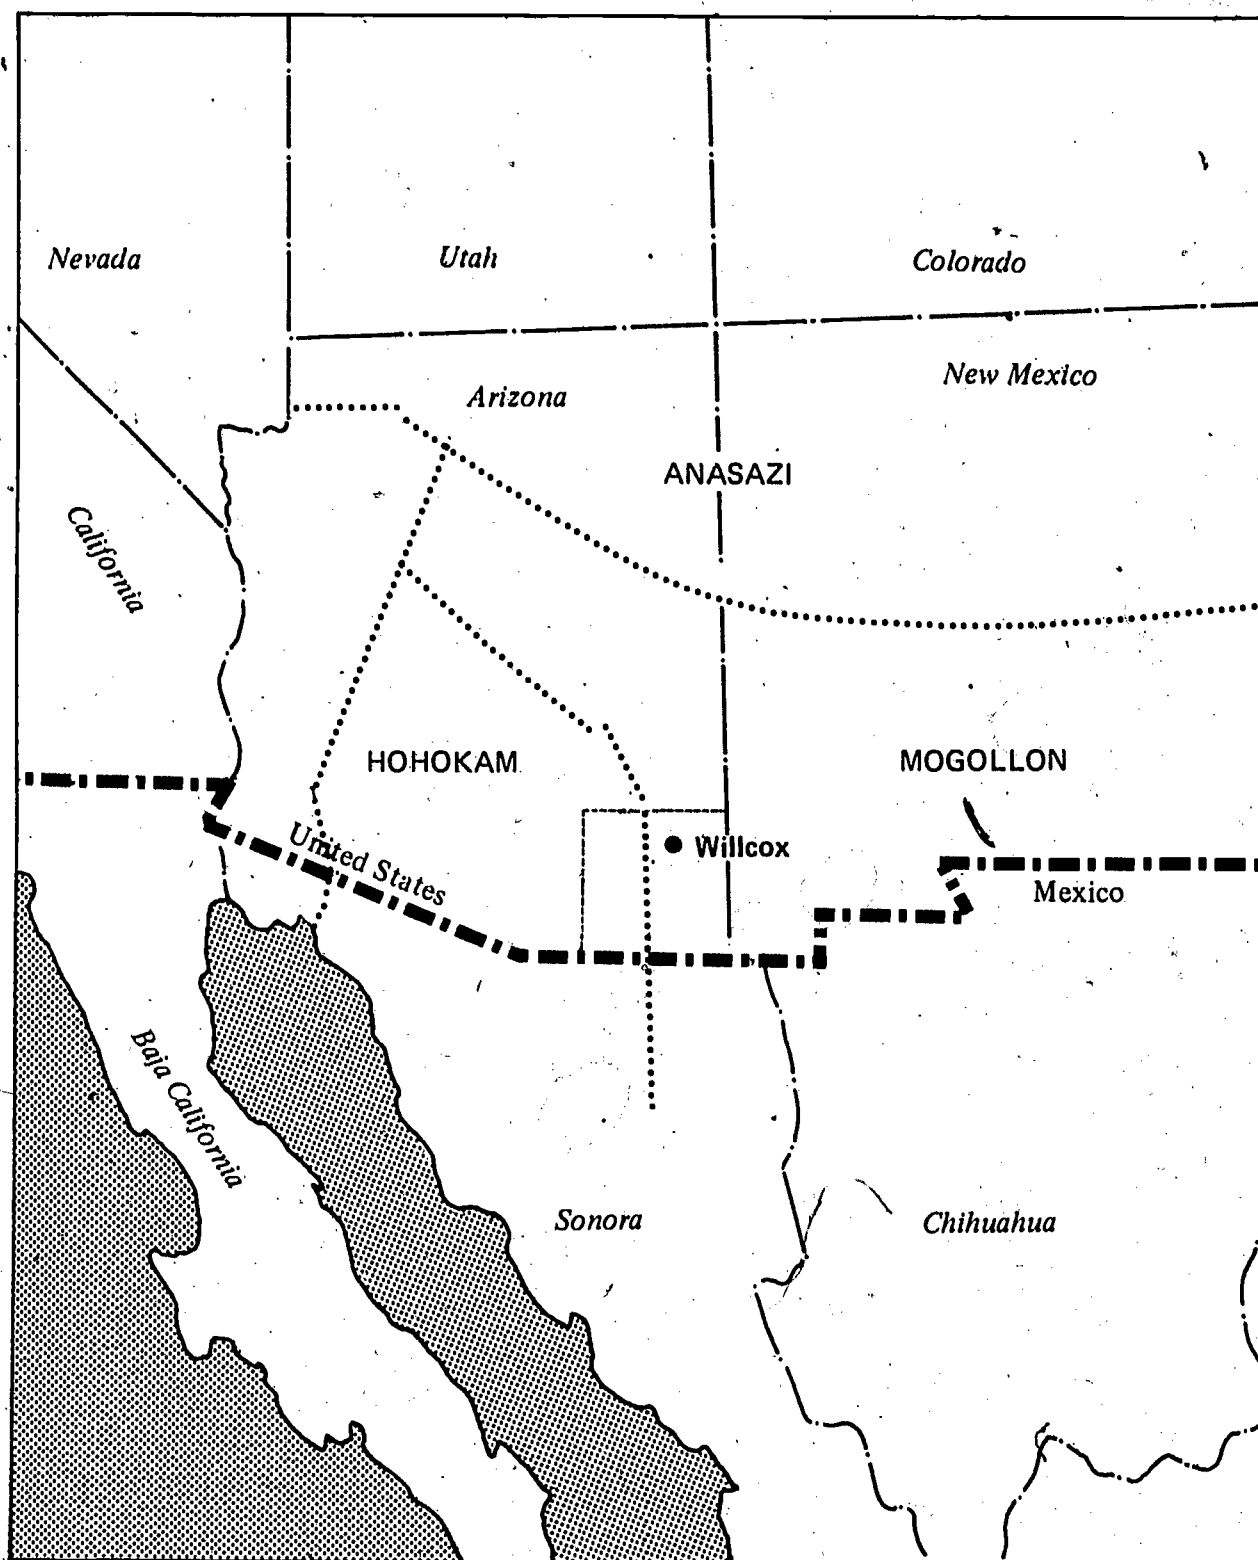 Nevada
Utah
Colorado
New Mexico
Arizona
ANASAZI
California
HOHOKAM
MOGOLLON
United States
Willcox
Mexico
Baja California
Sonora
Chihuahua